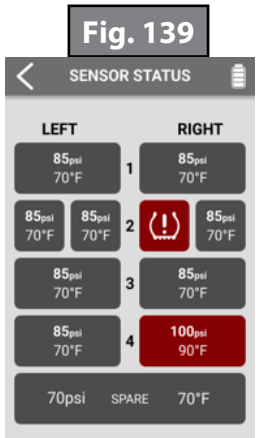 Fig. 139
SENSOR STATUS
LEFT RIGHT
85psi 85psi
70°F 1 70°F
85psi 85psi 85psi
70°F 70°F 2 (!) 70°F
85psi 85psi
70°F 3 70°F
85psi 100psi
70°F 4 90°F
70psi SPARE 70°F